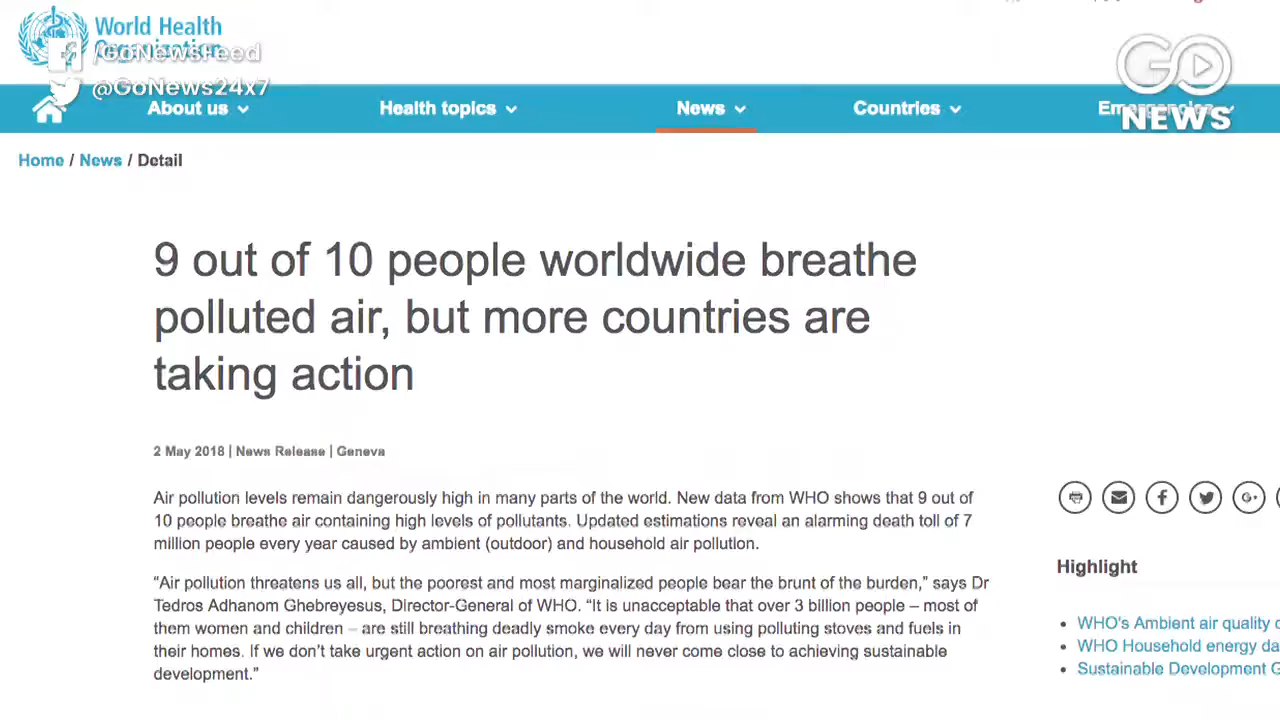 World Health
Organization
/GoNewsFeed
@GoNews24x7
GO
NEWS
About us
Health topics
News
Countries
Emergencies
Home / News / Detail
9 out of 10 people worldwide breathe
polluted air, but more countries are
taking action
2 May 2018 | News Release | Geneva
Air pollution levels remain dangerously high in many parts of the world. New data from WHO shows that 9 out of
10 people breathe air containing high levels of pollutants. Updated estimations reveal an alarming death toll of 7
million people every year caused by ambient (outdoor) and household air pollution.
“Air pollution threatens us all, but the poorest and most marginalized people bear the brunt of the burden,” says Dr
Tedros Adhanom Ghebreyesus, Director-General of WHO. “It is unacceptable that over 3 billion people – most of
them women and children – are still breathing deadly smoke every day from using polluting stoves and fuels in
their homes. If we don’t take urgent action on air pollution, we will never come close to achieving sustainable
development.”
Highlight
WHO's Ambient air quality
WHO Household energy
Sustainable Development